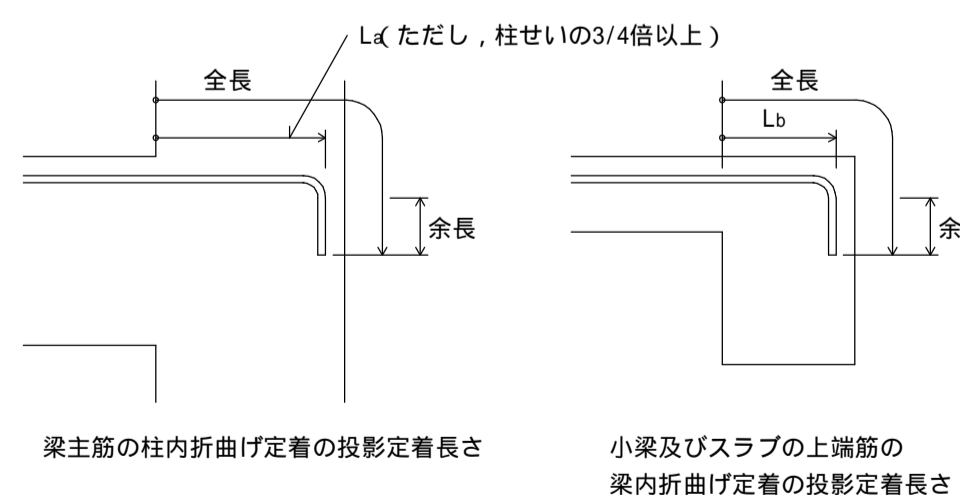 La(ただし，柱せいの3/4倍以上)
全長
余長
梁主筋の柱内折曲げ定着の投影定着長さ
全長
Lb
余
小梁及びスラブの上端筋の
梁内折曲げ定着の投影定着長さ